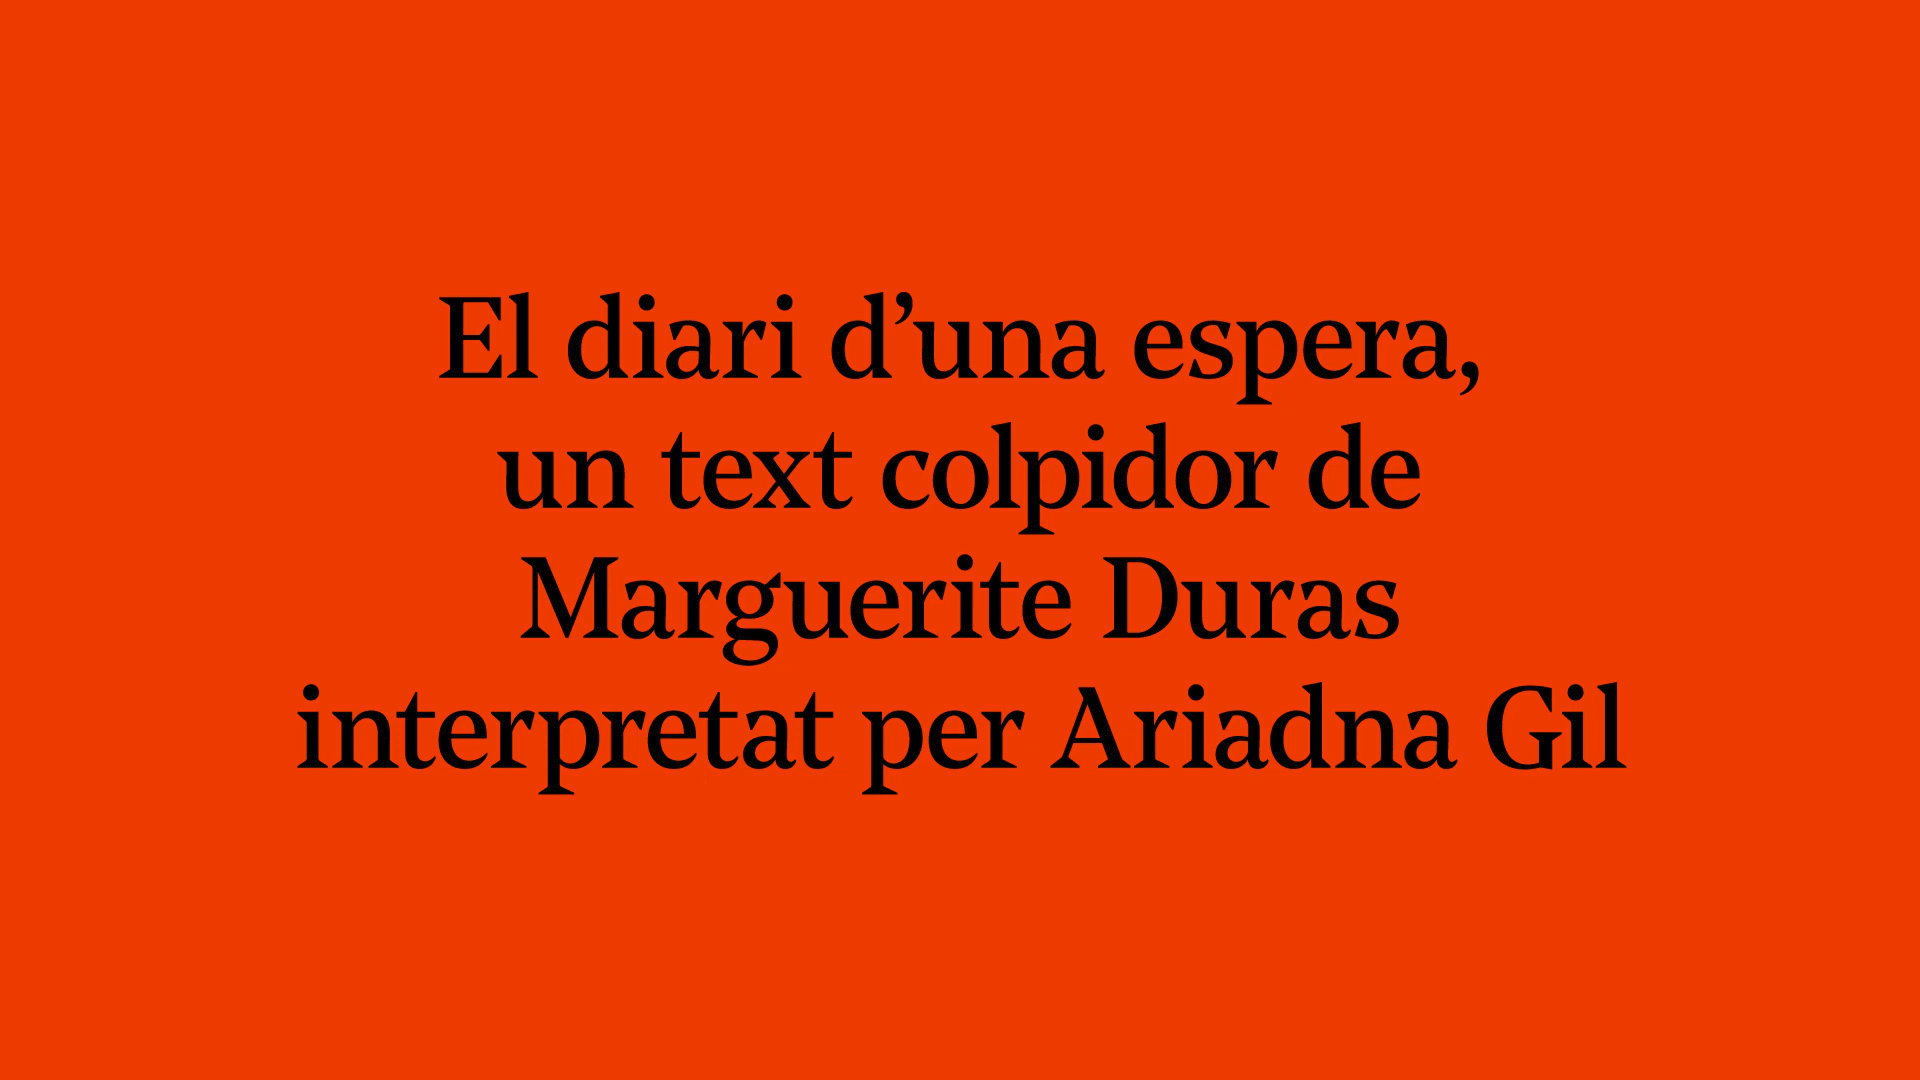 El diari d’una espera,
un text colpidor de
Marguerite Duras
interpretat per Ariadna Gil